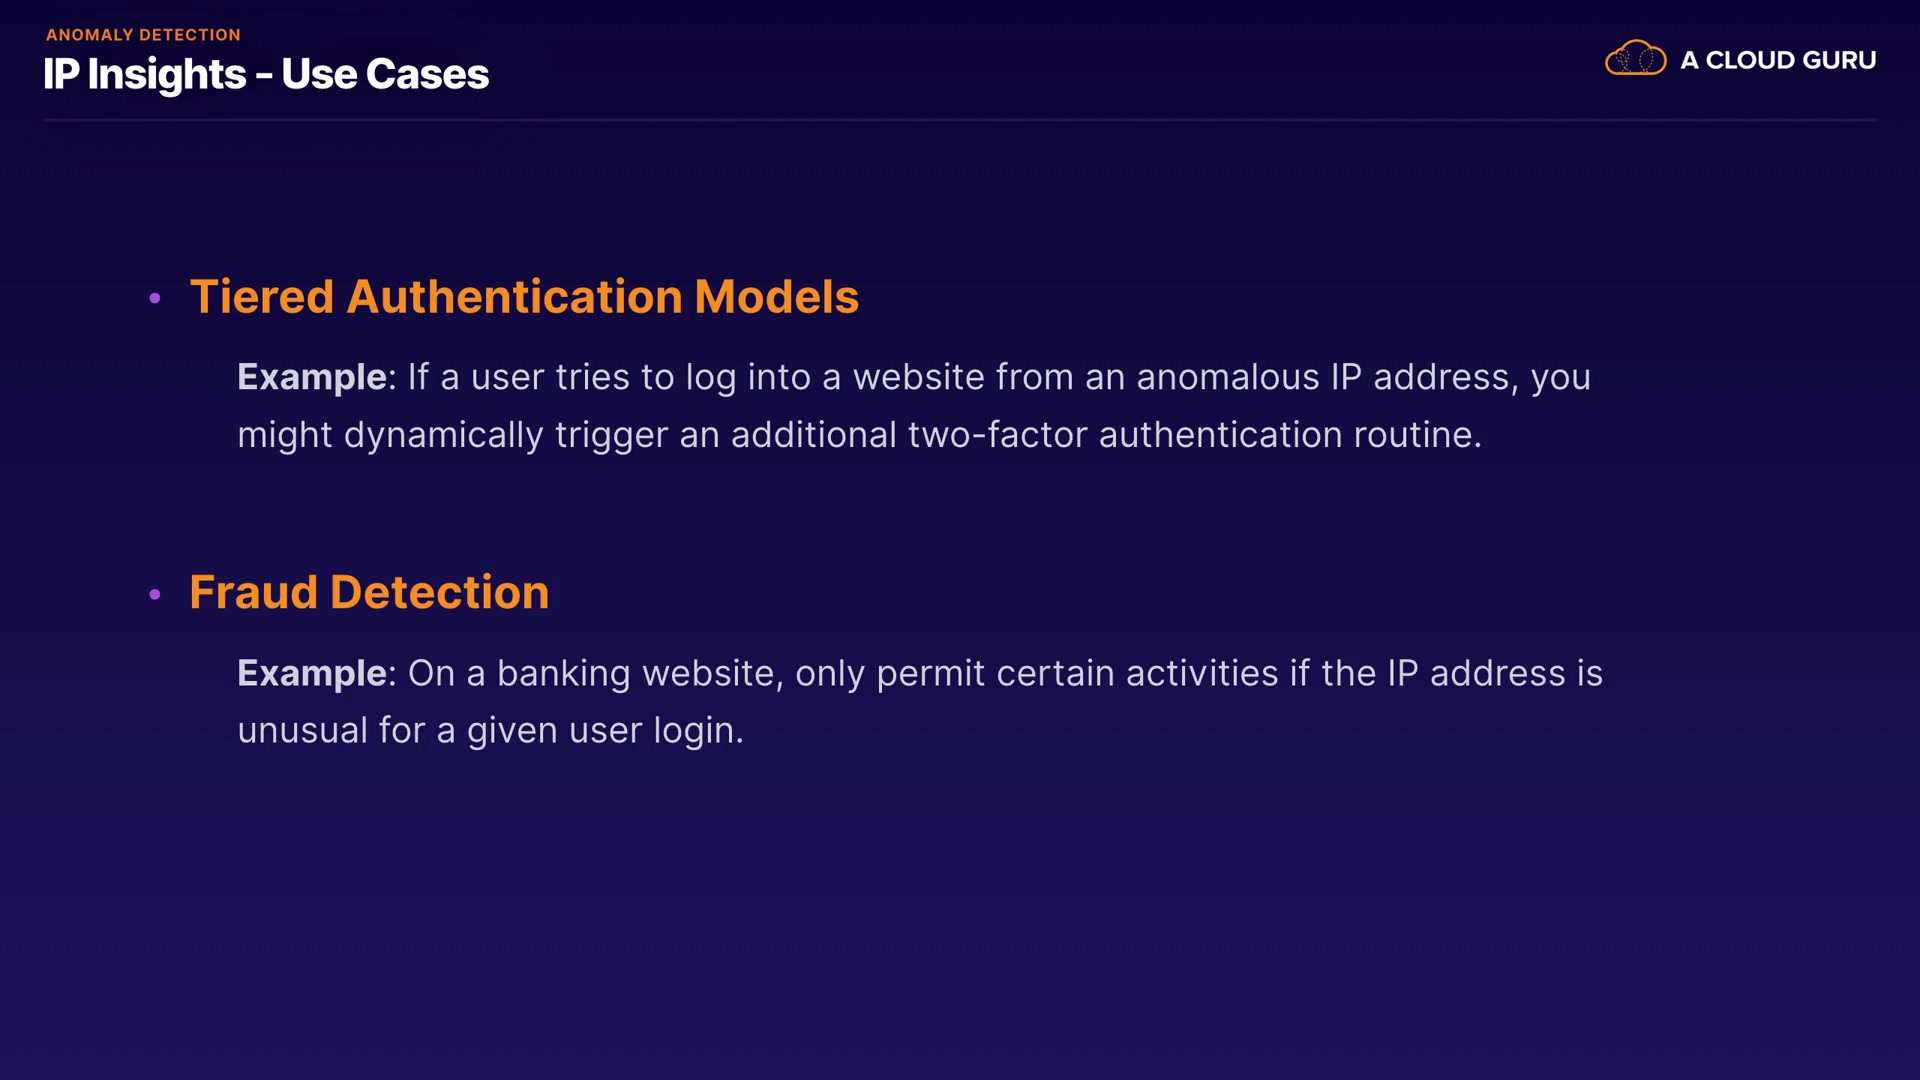 ANOMALY DETECTION
IP Insights – Use Cases
A CLOUD GURU
• Tiered Authentication Models
Example: If a user tries to log into a website from an anomalous IP address, you
might dynamically trigger an additional two-factor authentication routine.
• Fraud Detection
Example: On a banking website, only permit certain activities if the IP address is
unusual for a given user login.